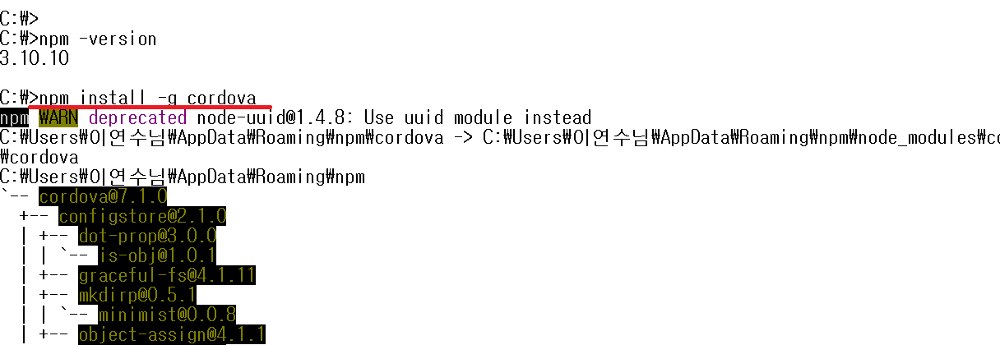 C:₩>
C:₩>npm -version
3.10.10
C:₩>npm install -g cordova
npm WARN deprecated node-uuid@1.4.8: Use uuid module instead
C:₩Users₩이연수님₩AppData₩Roaming₩npm₩cordova -> C:₩Users₩이연수님₩AppData₩Roaming₩npm₩node_modules₩co
₩cordova
C:₩Users₩이연수님₩AppData₩Roaming₩npm
`-- cordova@7.1.0
  +-- configstore@2.1.0
  | +-- dot-prop@3.0.0
  | | `-- is-obj@1.0.1
  | +-- graceful-fs@4.1.11
  | +-- mkdirp@0.5.1
  | | `-- minimist@0.0.8
  | +-- object-assign@4.1.1